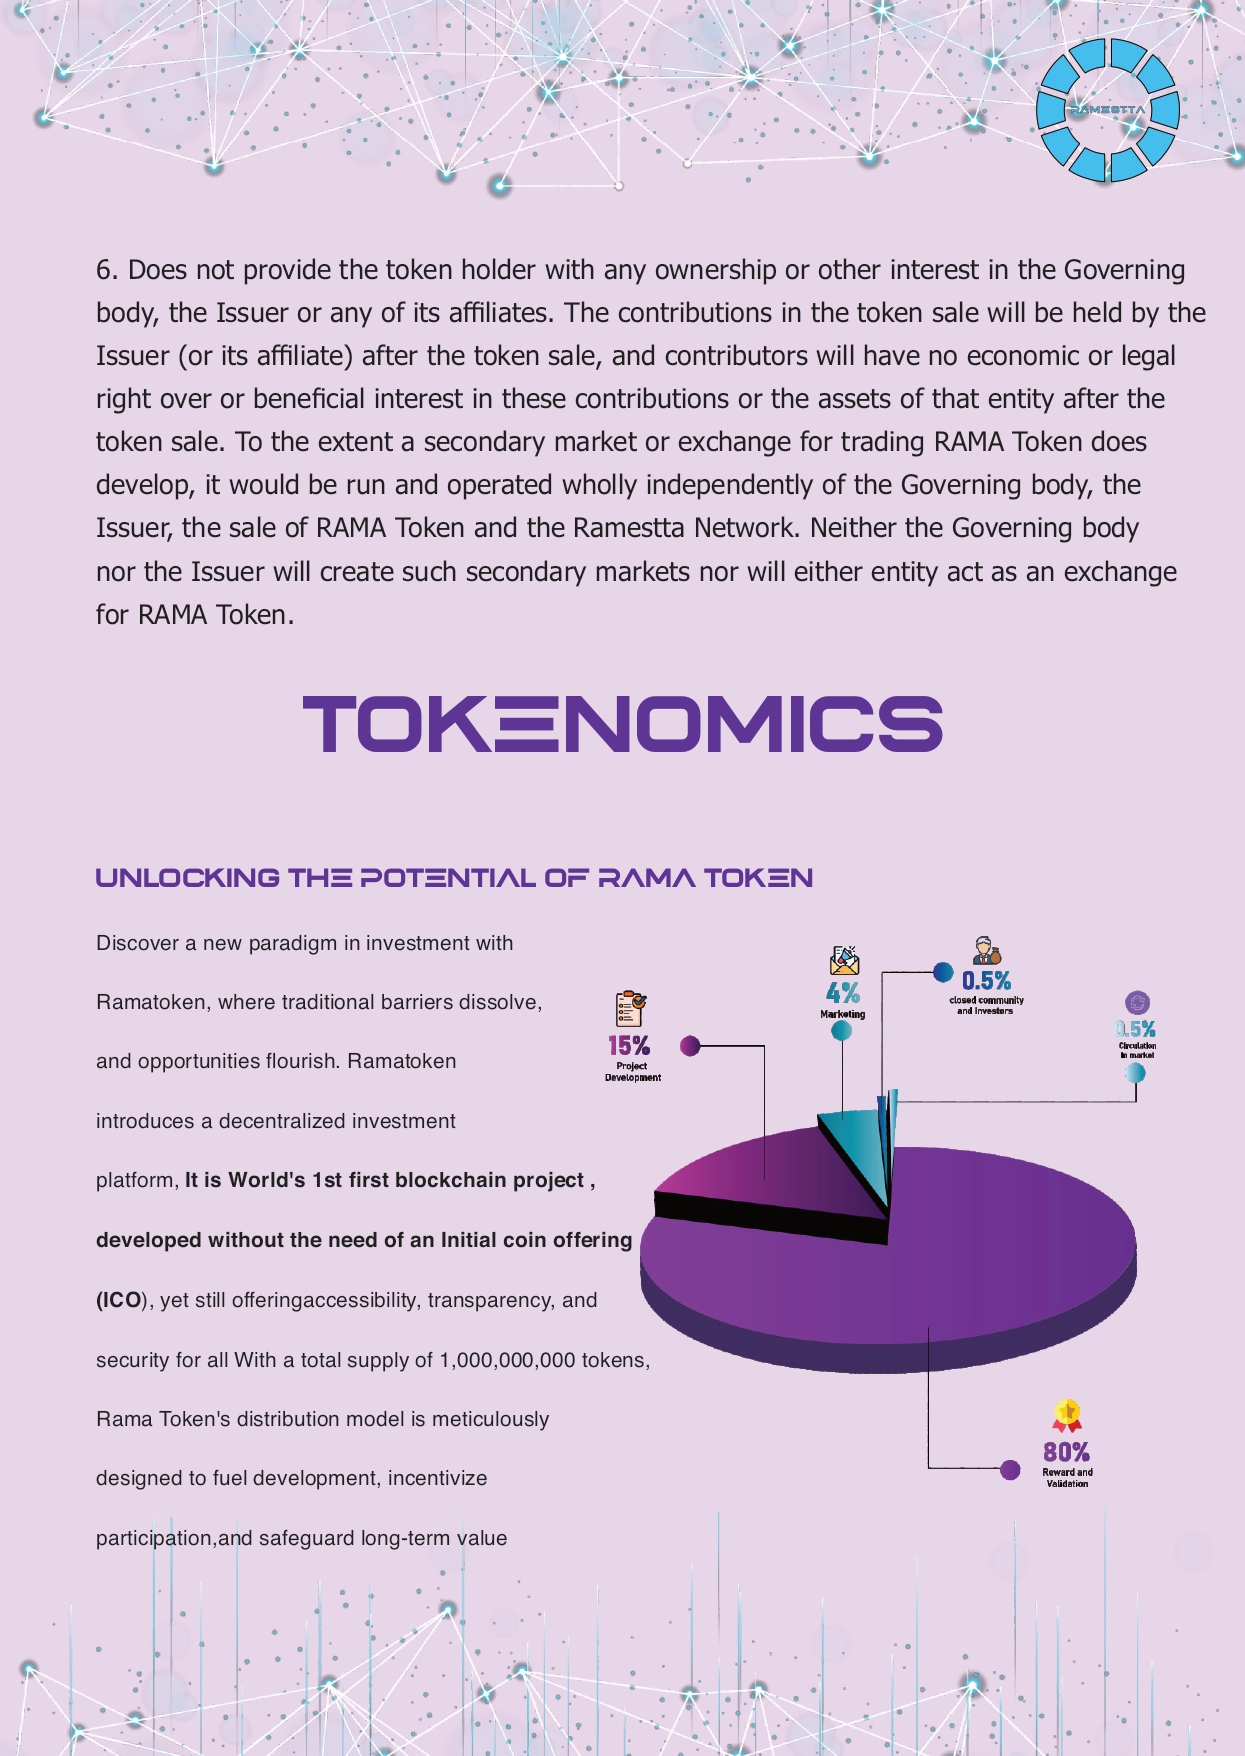 RAMESTTA
6. Does not provide the token holder with any ownership or other interest in the Governing
body, the Issuer or any of its affiliates. The contributions in the token sale will be held by the
Issuer (or its affiliate) after the token sale, and contributors will have no economic or legal
right over or beneficial interest in these contributions or the assets of that entity after the
token sale. To the extent a secondary market or exchange for trading RAMA Token does
develop, it would be run and operated wholly independently of the Governing body, the
Issuer, the sale of RAMA Token and the Ramestta Network. Neither the Governing body
nor the Issuer will create such secondary markets nor will either entity act as an exchange
for RAMA Token.
TOKENOMICS
UNLOCKING THE POTENTIAL OF RAMA TOKEN
Discover a new paradigm in investment with
Ramatoken, where traditional barriers dissolve,
and opportunities flourish. Ramatoken
introduces a decentralized investment
platform, It is World's 1st first blockchain project ,
developed without the need of an Initial coin offering
(ICO), yet still offeringaccessibility, transparency, and
security for all With a total supply of 1,000,000,000 tokens,
Rama Token's distribution model is meticulously
designed to fuel development, incentivize
participation,and safeguard long-term value
15%
Project
Development
4%
Marketing
0.5%
closed community
and Investors
0.5%
Circulation
in market
80%
Reward and
Validation